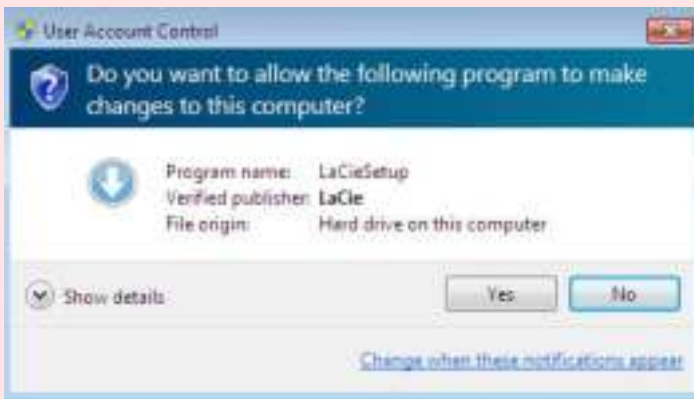 User Account Control
Do you want to allow the following program to make
changes to this computer?
Program name: LaCieSetup
Verified publisher: LaCie
File origin: Hard drive on this computer
Show details
Yes
No
Change when these notifications appear